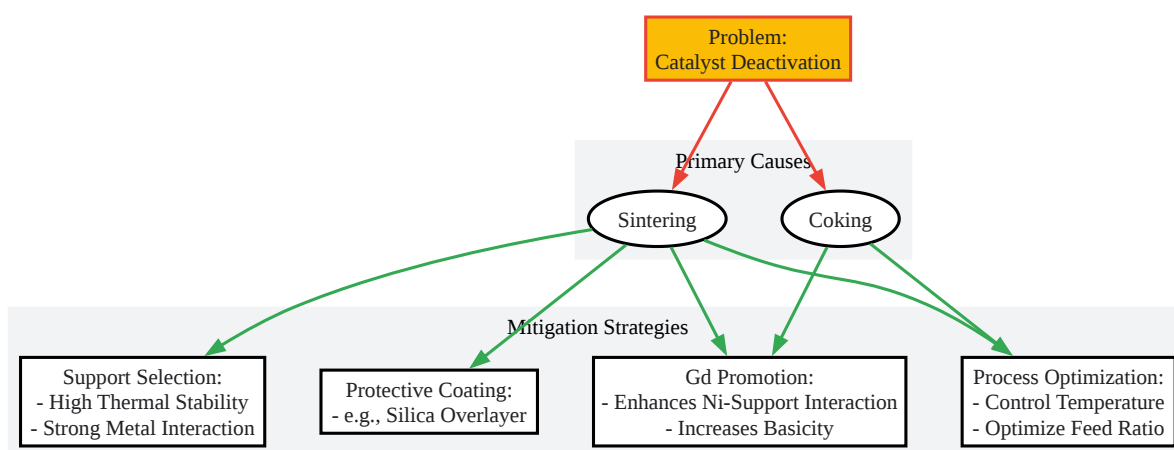 Problem:
Catalyst Deactivation
Primary Causes
Sintering
Coking
Mitigation Strategies
Support Selection:
- High Thermal Stability
- Strong Metal Interaction
Protective Coating:
- e.g., Silica Overlayer
Gd Promotion:
- Enhances Ni-Support Interaction
- Increases Basicity
Process Optimization:
- Control Temperature
- Optimize Feed Ratio